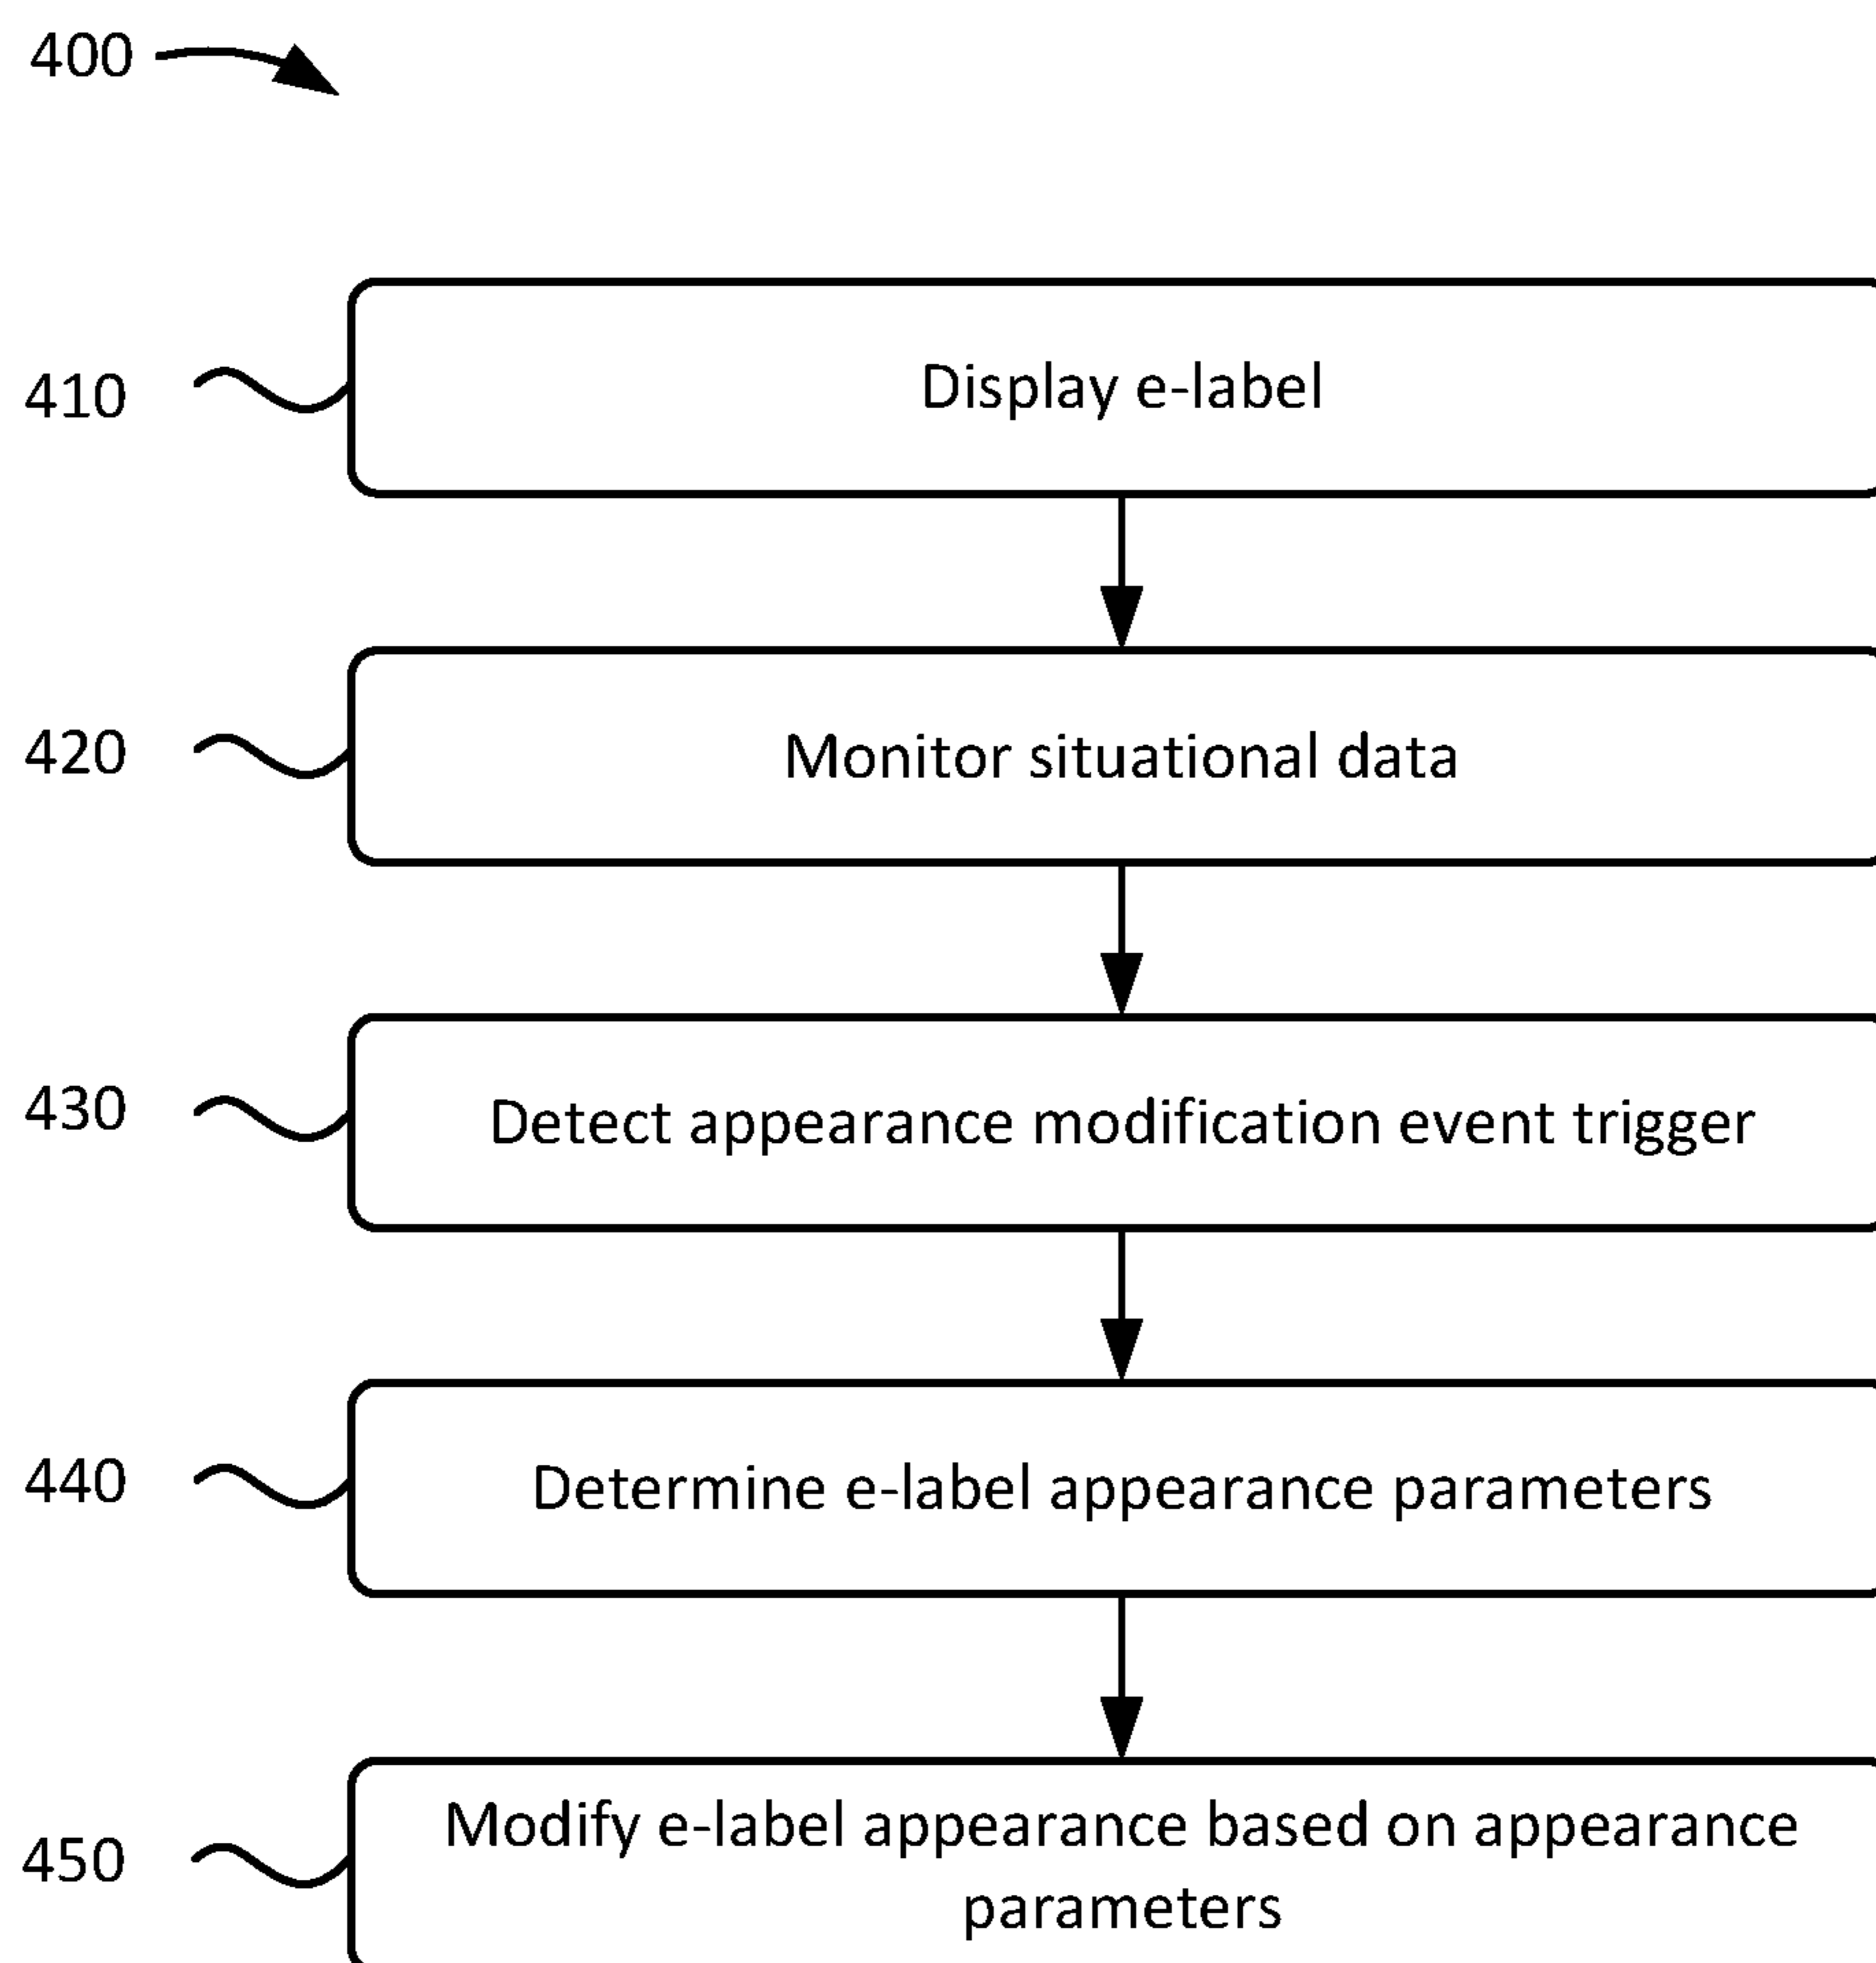 400
410
Display e-label
420
Monitor situational data
430
Detect appearance modification event trigger
440
Determine e-label appearance parameters
450
Modify e-label appearance based on appearance
parameters